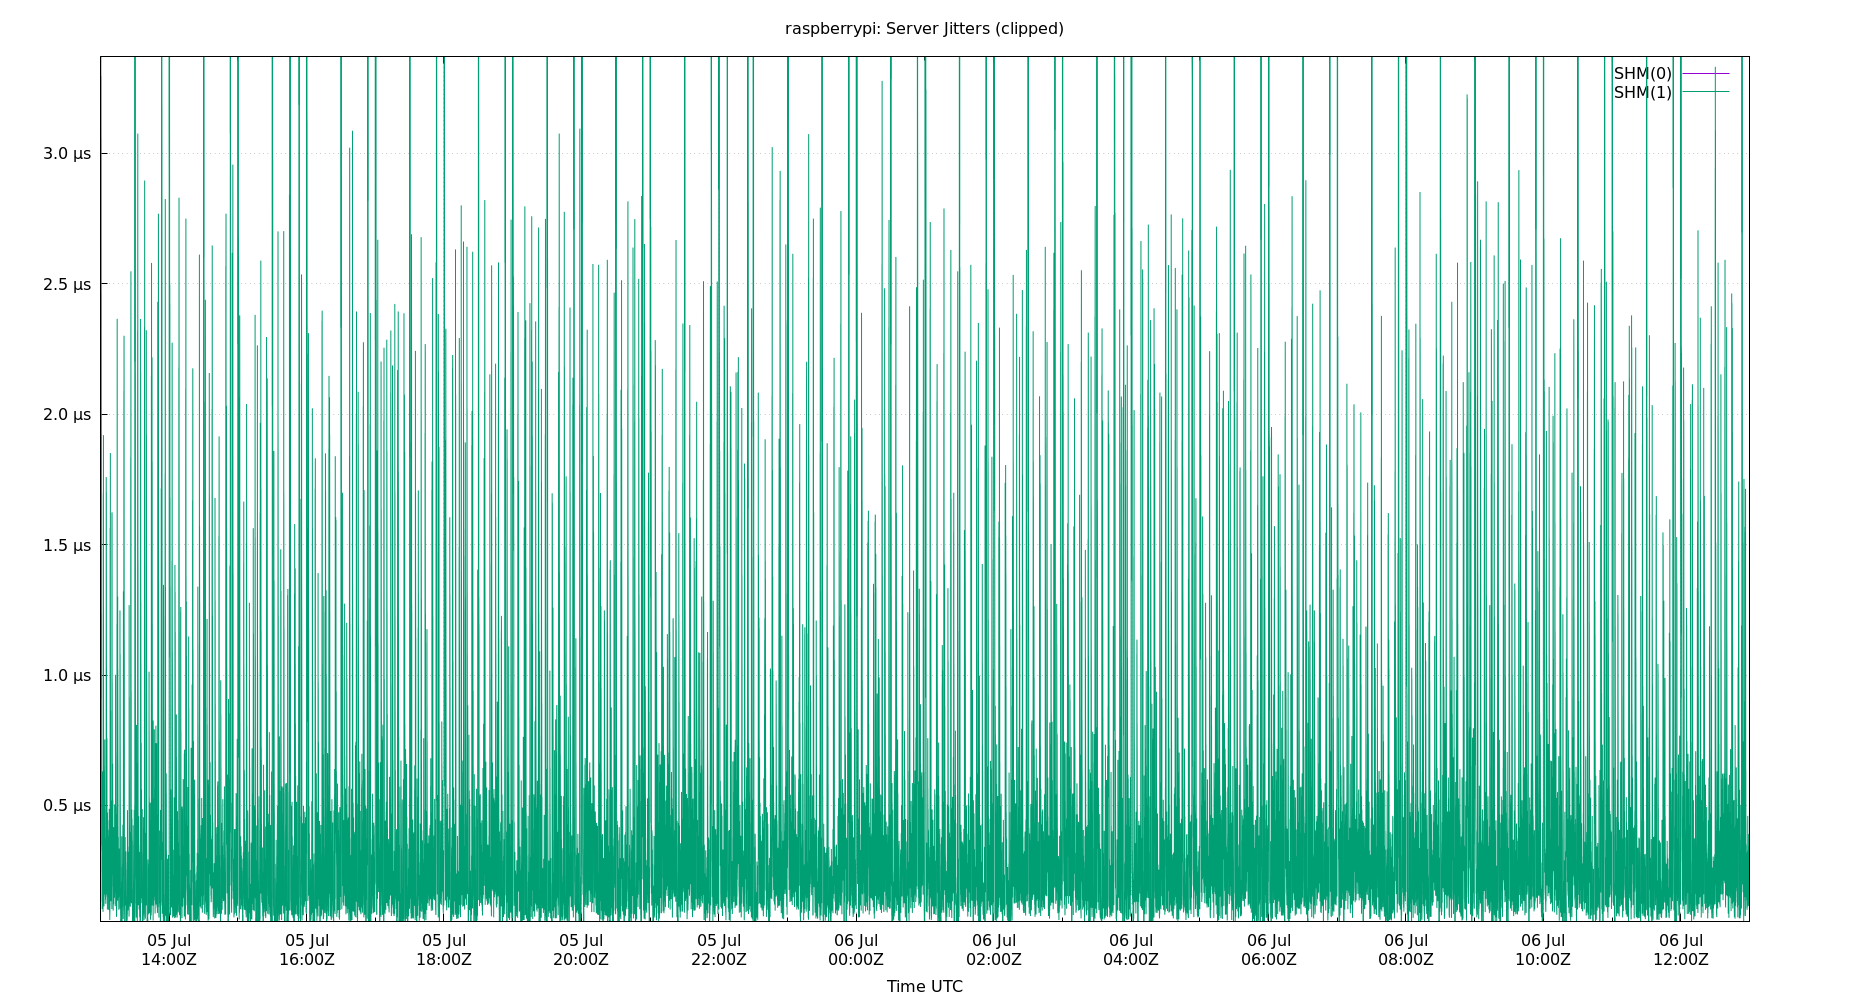 raspberrypi: Server Jitters (clipped)
SHM(0)
SHM(1)
3.0 µs
2.5 µs
2.0 µs
1.5 µs
1.0 µs
0.5 µs
05 Jul 05 Jul 05 Jul 05 Jul 05 Jul 06 Jul 06 Jul 06 Jul 06 Jul 06 Jul 06 Jul 06 Jul
14:00Z 16:00Z 18:00Z 20:00Z 22:00Z 00:00Z 02:00Z 04:00Z 06:00Z 08:00Z 10:00Z 12:00Z
Time UTC